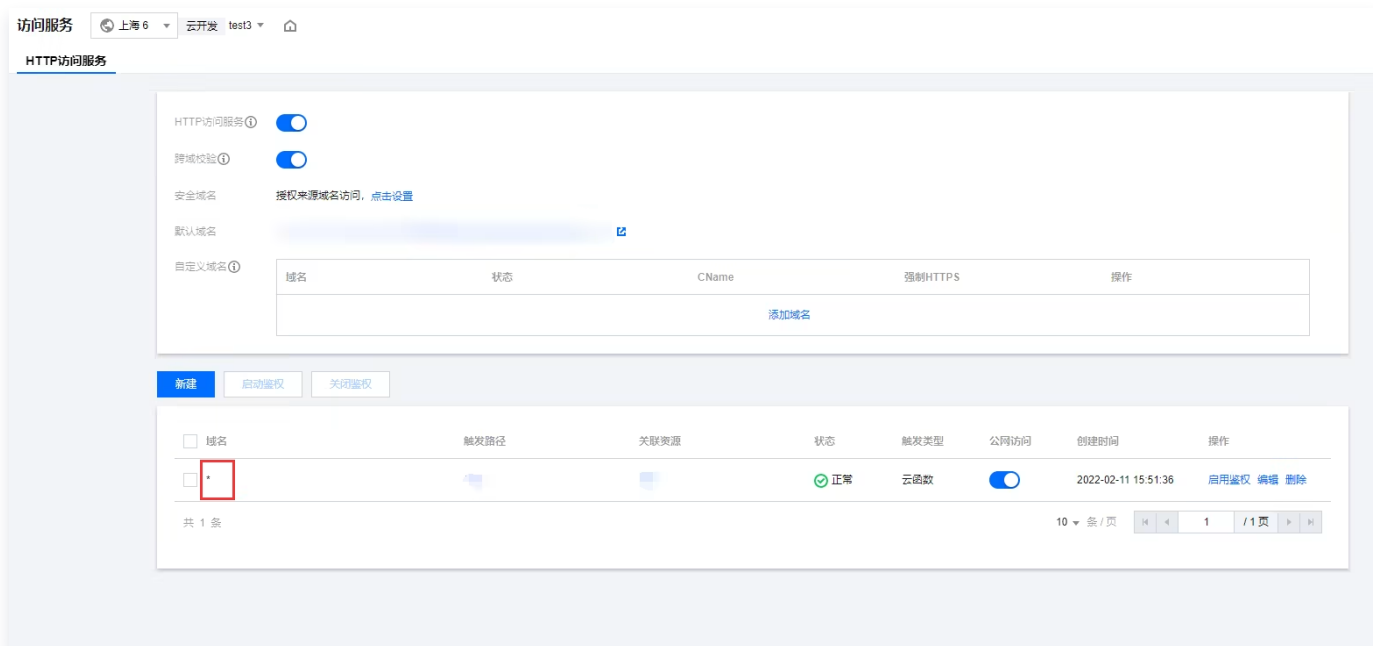 访问服务 上海 6 云开发 test3
HTTP访问服务
HTTP访问服务
跨域校验
安全域名 授权来源域名访问，点击设置
默认域名
自定义域名 域名 状态 CName 强制HTTPS 操作
添加域名
新建 启动鉴权 关闭鉴权
域名 触发路径 关联资源 状态 触发类型 公网访问 创建时间 操作
* 正常 云函数 2022-02-11 15:51:36 启用鉴权 编辑 删除
共 1 条 10 条 / 页 1 / 1 页